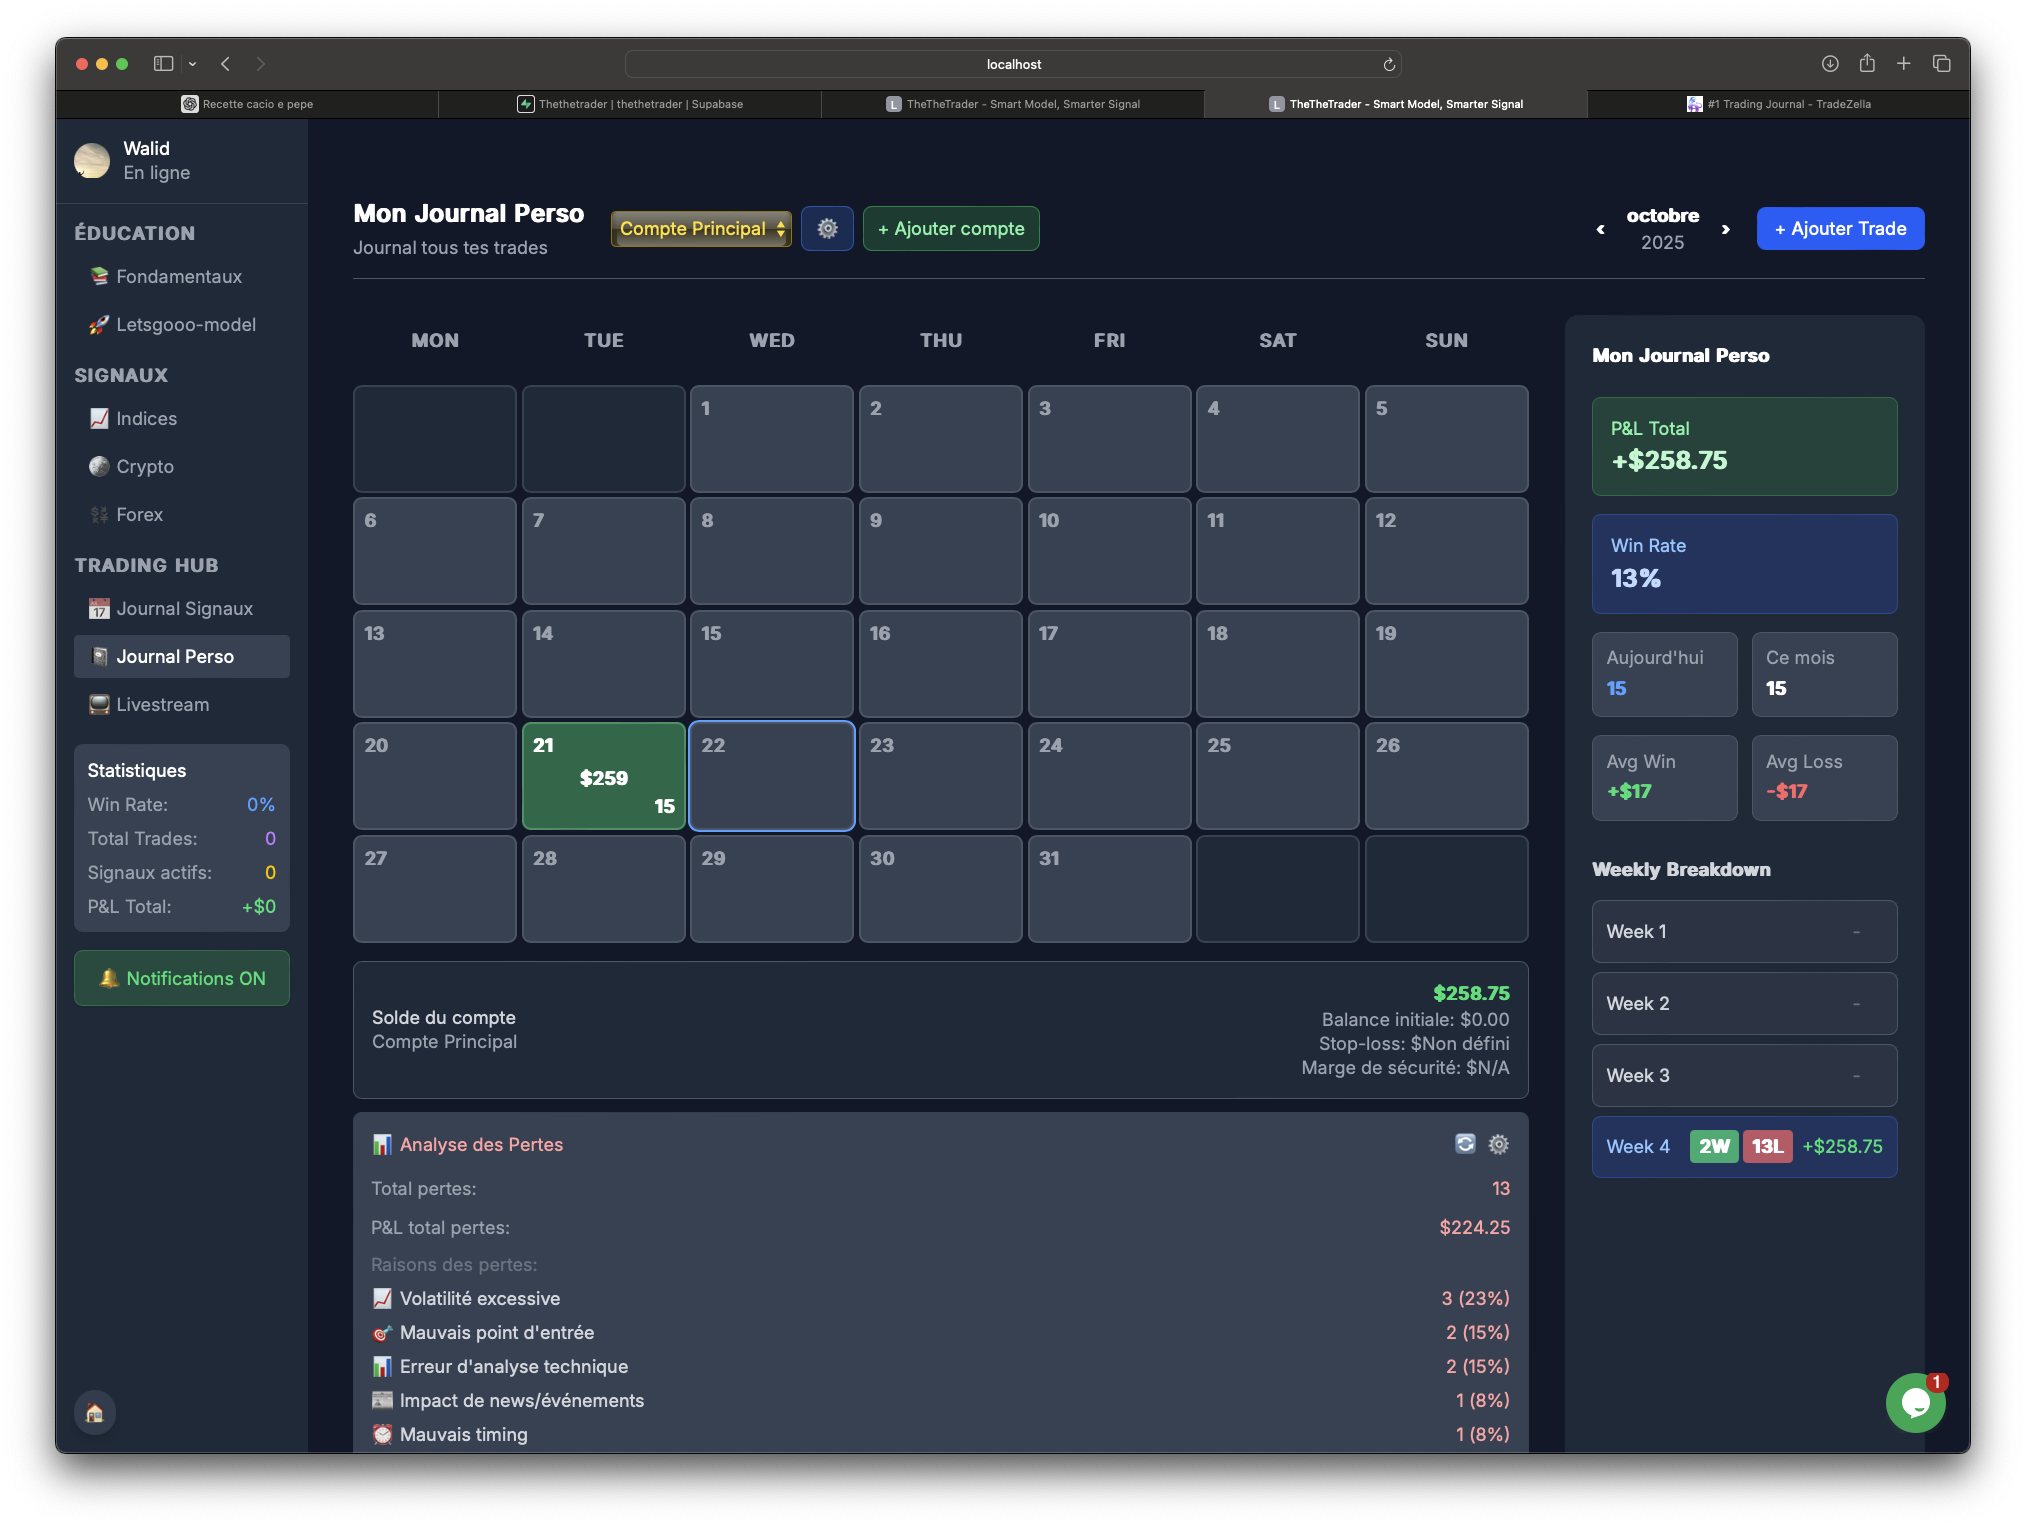 localhost
Recette cacio e pepe
Thethetrader | thethetrader | Supabase
L TheTheTrader - Smart Model, Smarter Signal
L TheTheTrader - Smart Model, Smarter Signal
#1 Trading Journal - TradeZella
Walid
En ligne
ÉDUCATION
Fondamentaux
Letsgooo-model
SIGNAUX
Indices
Crypto
Forex
TRADING HUB
17 Journal Signaux
Journal Perso
Livestream
Statistiques
Win Rate: 0%
Total Trades: 0
Signaux actifs: 0
P&L Total: +$0
Notifications ON
Mon Journal Perso
Journal tous tes trades
Compte Principal
+ Ajouter compte
‹ octobre ›
2025
+ Ajouter Trade
MON TUE WED THU FRI SAT SUN
1 2 3 4 5
6 7 8 9 10 11 12
13 14 15 16 17 18 19
20 21 22 23 24 25 26
$259
15
27 28 29 30 31
Solde du compte
Compte Principal
$258.75
Balance initiale: $0.00
Stop-loss: $Non défini
Marge de sécurité: $N/A
Analyse des Pertes
Total pertes: 13
P&L total pertes: $224.25
Raisons des pertes:
Volatilité excessive 3 (23%)
Mauvais point d'entrée 2 (15%)
Erreur d'analyse technique 2 (15%)
Impact de news/événements 1 (8%)
Mauvais timing 1 (8%)
Mon Journal Perso
P&L Total
+$258.75
Win Rate
13%
Aujourd'hui
15
Ce mois
15
Avg Win
+$17
Avg Loss
-$17
Weekly Breakdown
Week 1 -
Week 2 -
Week 3 -
Week 4 2W 13L +$258.75
1